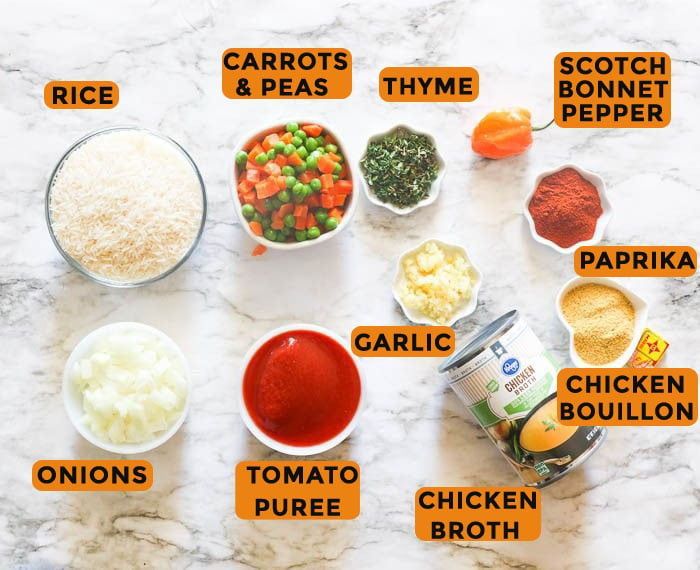 RICE
CARROTS
& PEAS
THYME
SCOTCH
BONNET
PEPPER
PAPRIKA
GARLIC
CHICKEN
BOUILLON
ONIONS
TOMATO
PUREE
CHICKEN
BROTH
Kroger
CHICKEN
BROTH